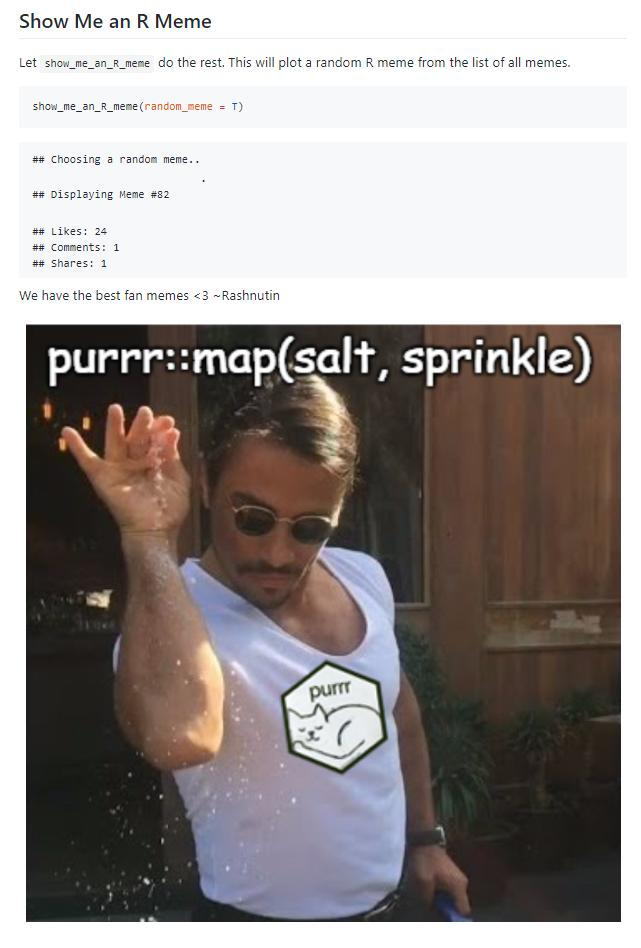 Show Me an R Meme
Let show_me_an_R_meme do the rest. This will plot a random R meme from the list of all memes.
show_me_an_R_meme(random_meme = T)
## Choosing a random meme..
.
## Displaying Meme #82
## Likes: 24
## Comments: 1
## Shares: 1
We have the best fan memes <3 ~Rashnutin
purrr::map(salt, sprinkle)
purrr